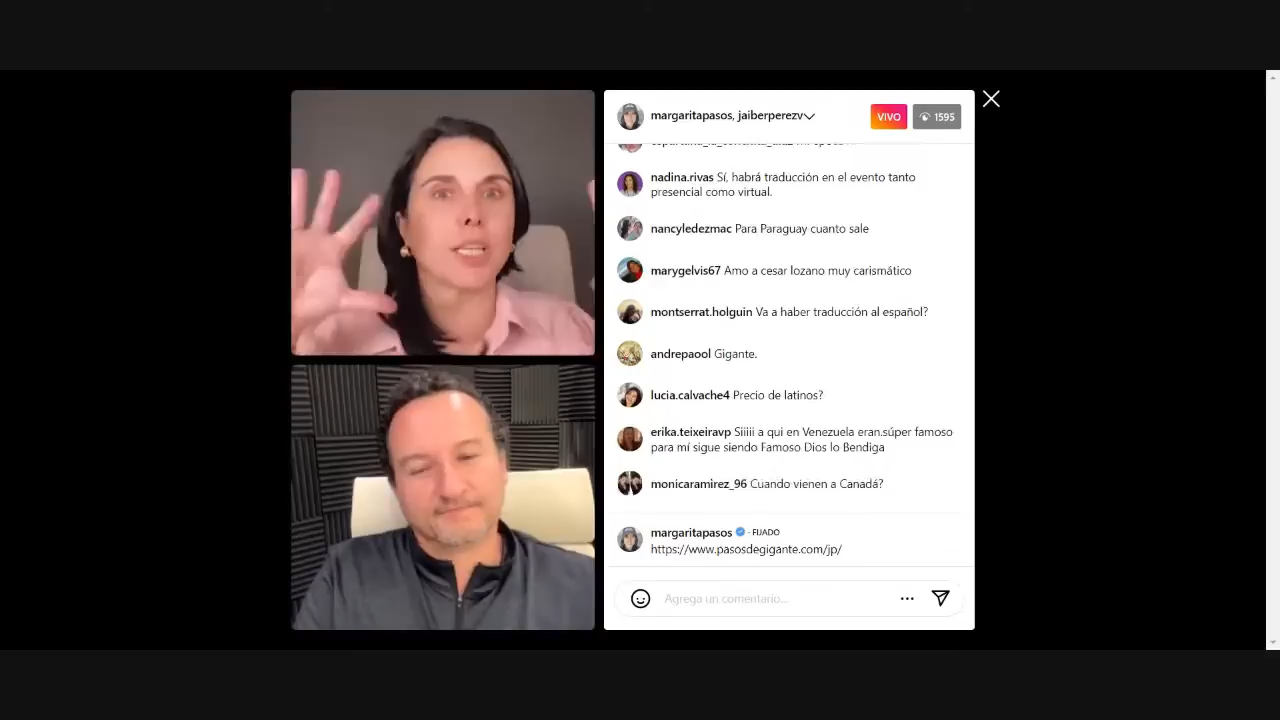 margaritapasos, jaiberperezv
VIVO
1595
nadina.rivas Sí, habrá traducción en el evento tanto
presencial como virtual.
nancyledezmac Para Paraguay cuanto sale
marygelvis67 Amo a cesar lozano muy carismático
montserrat.holguin Va a haber traducción al español?
andrepaool Gigante.
lucia.calvache4 Precio de latinos?
erika.teixeiravp Siiiii a qui en Venezuela eran.súper famoso
para mí sigue siendo Famoso Dios lo Bendiga
monicaramirez_96 Cuando vienen a Canadá?
margaritapasos · FIJADO
https://www.pasosdegigante.com/jp/
Agrega un comentario...